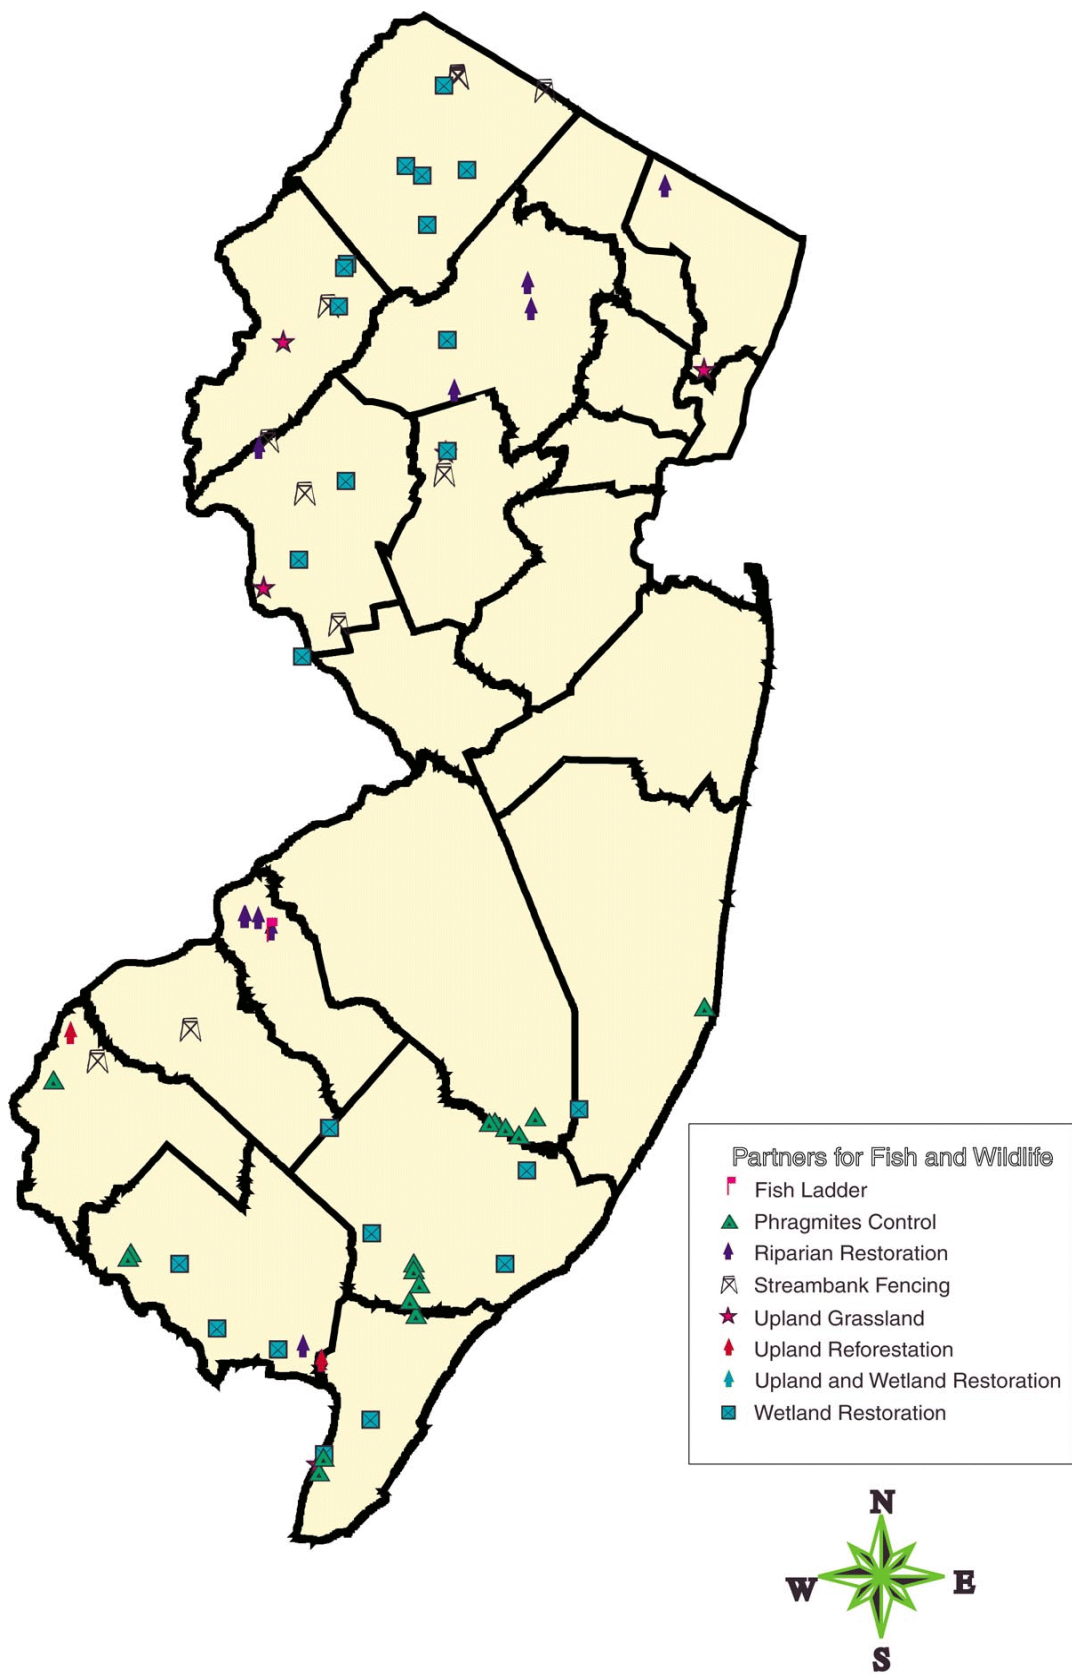 Partners for Fish and Wildlife
Fish Ladder
Phragmites Control
Riparian Restoration
Streambank Fencing
Upland Grassland
Upland Reforestation
Upland and Wetland Restoration
Wetland Restoration
N
W E
S